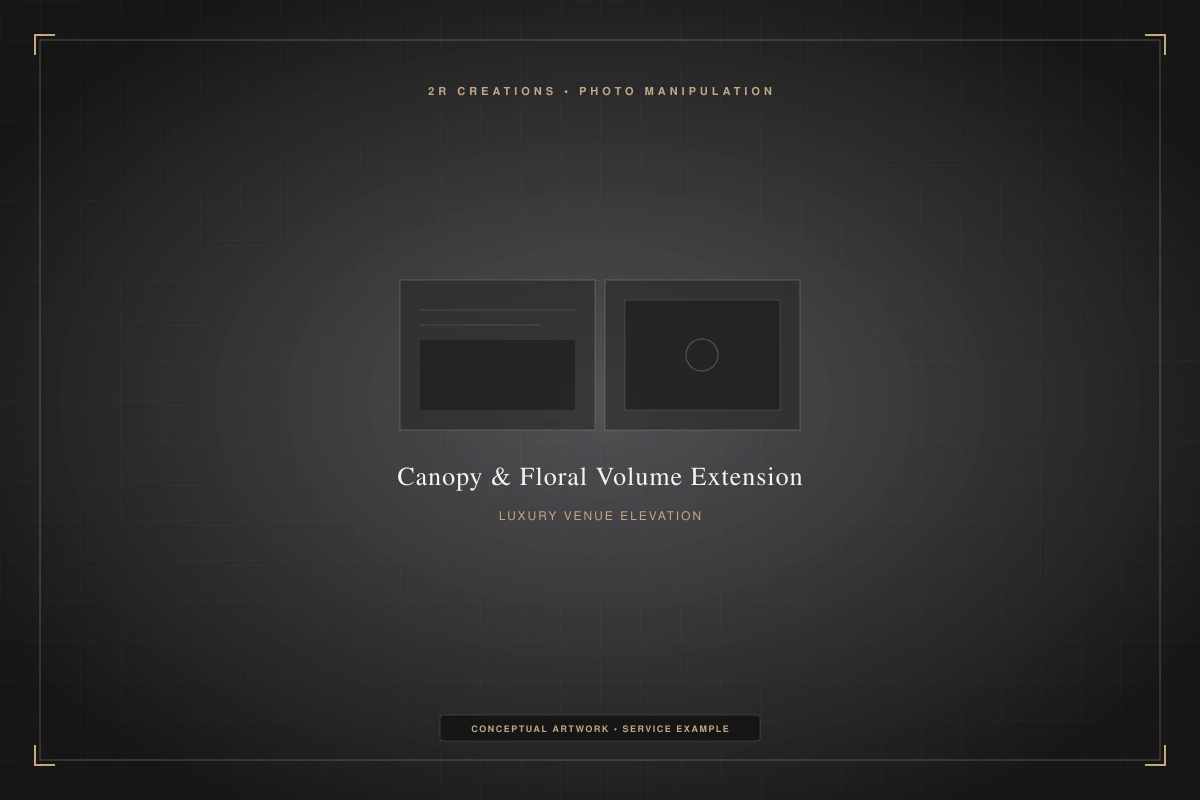 2R CREATIONS • PHOTO MANIPULATION
Canopy & Floral Volume Extension
LUXURY VENUE ELEVATION
CONCEPTUAL ARTWORK • SERVICE EXAMPLE